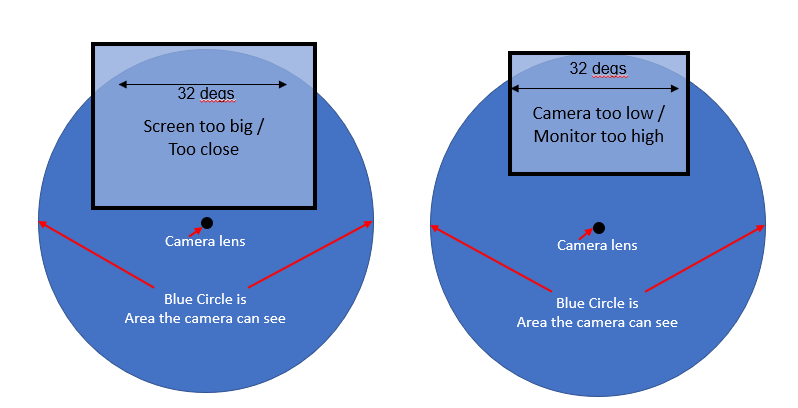 32 degs
Screen too big /
Too close
Camera lens
Blue Circle is
Area the camera can see
32 degs
Camera too low /
Monitor too high
Camera lens
Blue Circle is
Area the camera can see